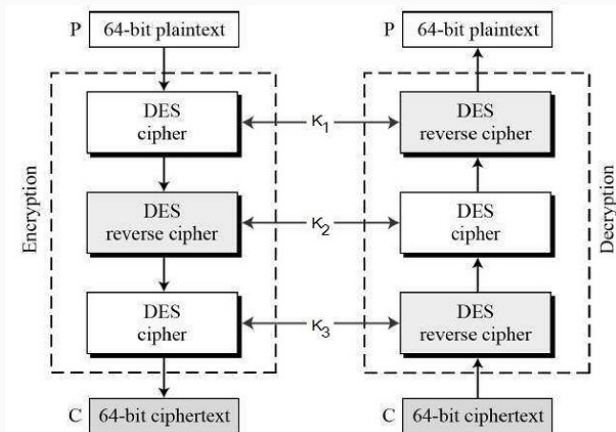 P 64-bit plaintext
Encryption
DES
cipher
DES
reverse cipher
DES
cipher
C 64-bit ciphertext
K1
K2
K3
P 64-bit plaintext
DES
reverse cipher
DES
cipher
DES
reverse cipher
Decryption
C 64-bit ciphertext